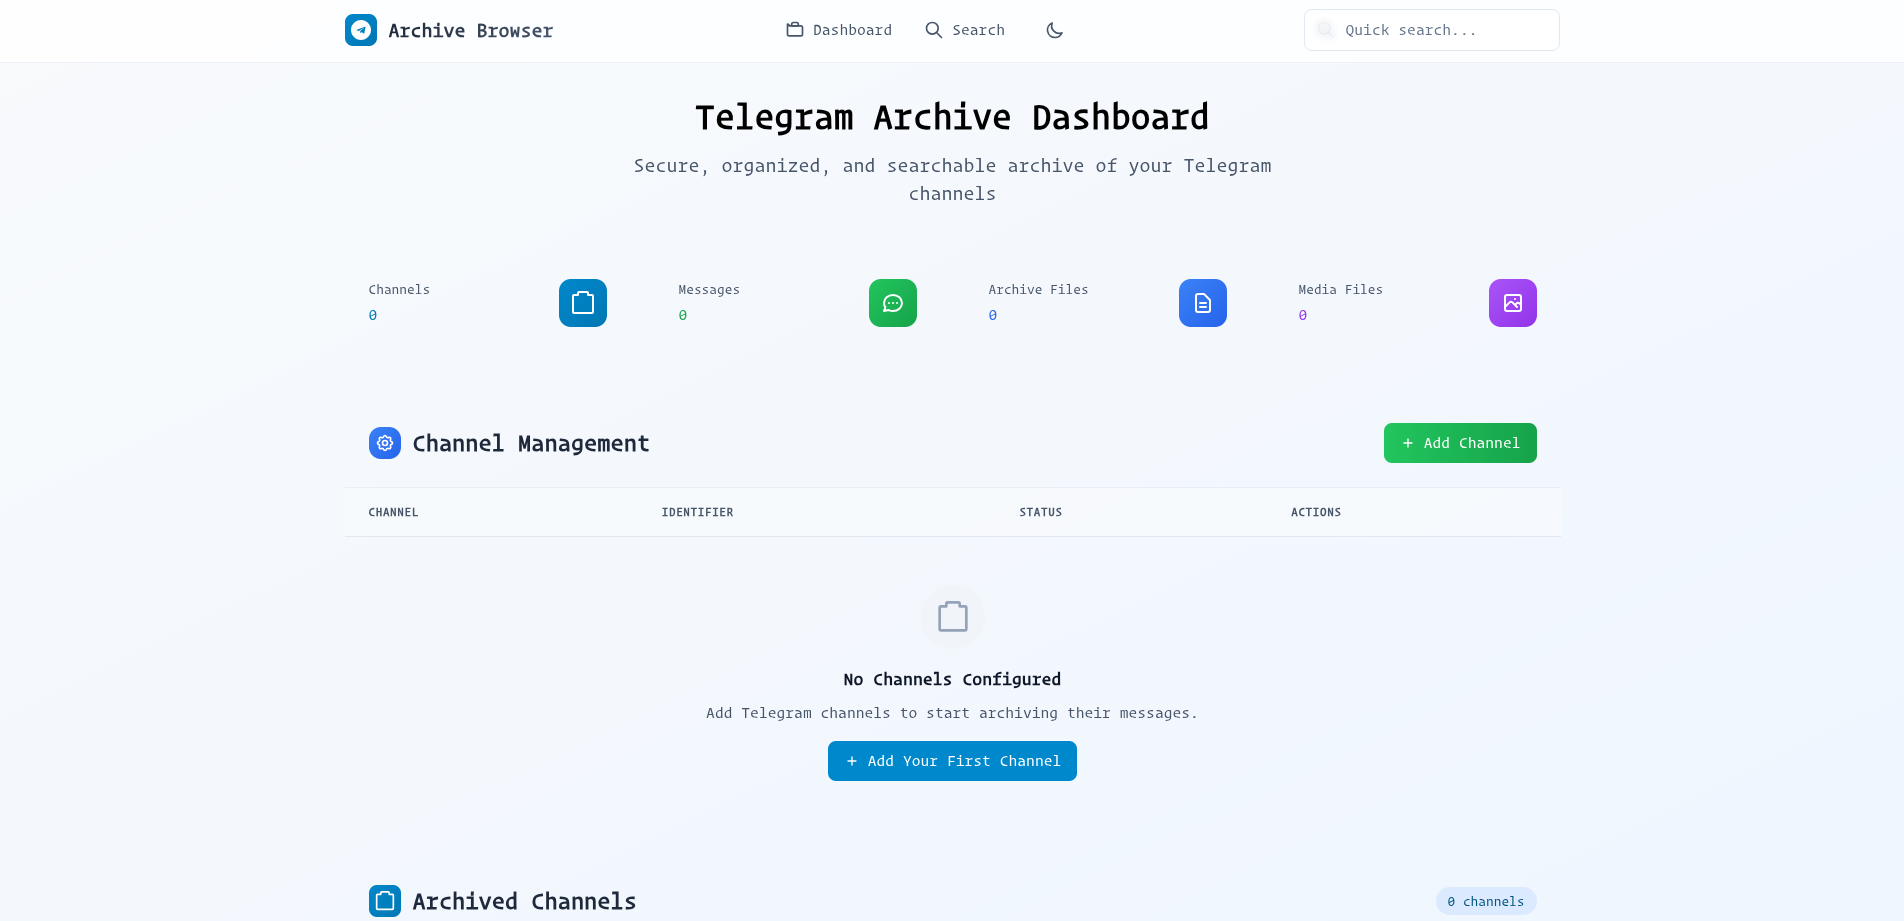 Archive Browser
Dashboard
Search
Quick search...
Telegram Archive Dashboard
Secure, organized, and searchable archive of your Telegram
channels
Channels
0
Messages
0
Archive Files
0
Media Files
0
Channel Management
+ Add Channel
CHANNEL IDENTIFIER STATUS ACTIONS
No Channels Configured
Add Telegram channels to start archiving their messages.
+ Add Your First Channel
Archived Channels
0 channels